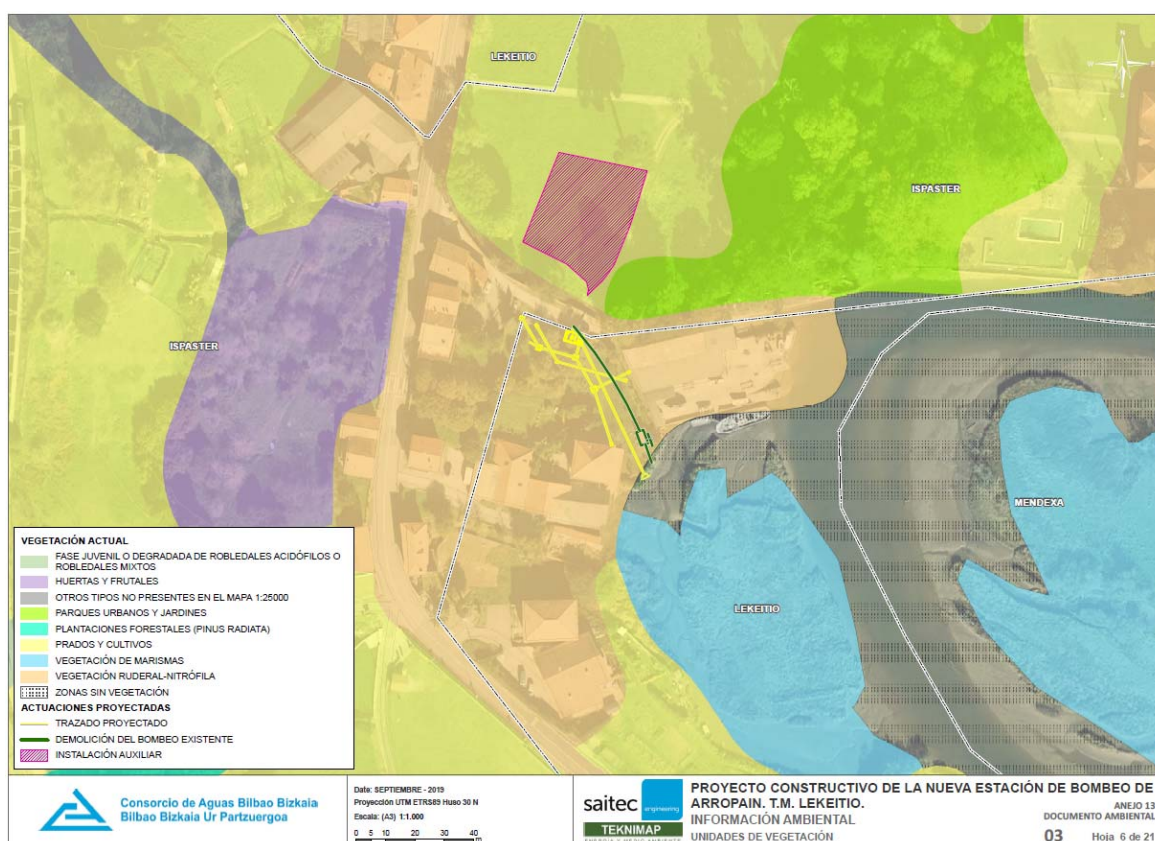 LEKEITIO
ISPASTER
ISPASTER
MENDEXA
LEKEITIO
VEGETACIÓN ACTUAL
FASE JUVENIL O DEGRADADA DE ROBLEDALES ACIDÓFILOS O
ROBLEDALES MIXTOS
HUERTAS Y FRUTALES
OTROS TIPOS NO PRESENTES EN EL MAPA 1:25000
PARQUES URBANOS Y JARDINES
PLANTACIONES FORESTALES (PINUS RADIATA)
PRADOS Y CULTIVOS
VEGETACIÓN DE MARISMAS
VEGETACIÓN RUDERAL-NITRÓFILA
ZONAS SIN VEGETACIÓN
ACTUACIONES PROYECTADAS
TRAZADO PROYECTADO
DEMOLICIÓN DEL BOMBEO EXISTENTE
INSTALACIÓN AUXILIAR
Consorcio de Aguas Bilbao Bizkaia
Bilbao Bizkaia Ur Partzuergoa
Date: SEPTIEMBRE - 2019
Proyección UTM ETRS89 Huso 30 N
Escala: (A3) 1:1.000
0 5 10 20 30 40
saitec engineering
TEKNIMAP
PROYECTO CONSTRUCTIVO DE LA NUEVA ESTACIÓN DE BOMBEO DE
ARROPAIN. T.M. LEKEITIO.
INFORMACIÓN AMBIENTAL
UNIDADES DE VEGETACIÓN
ANEJO 13
DOCUMENTO AMBIENTAL
03 Hoja 6 de 21